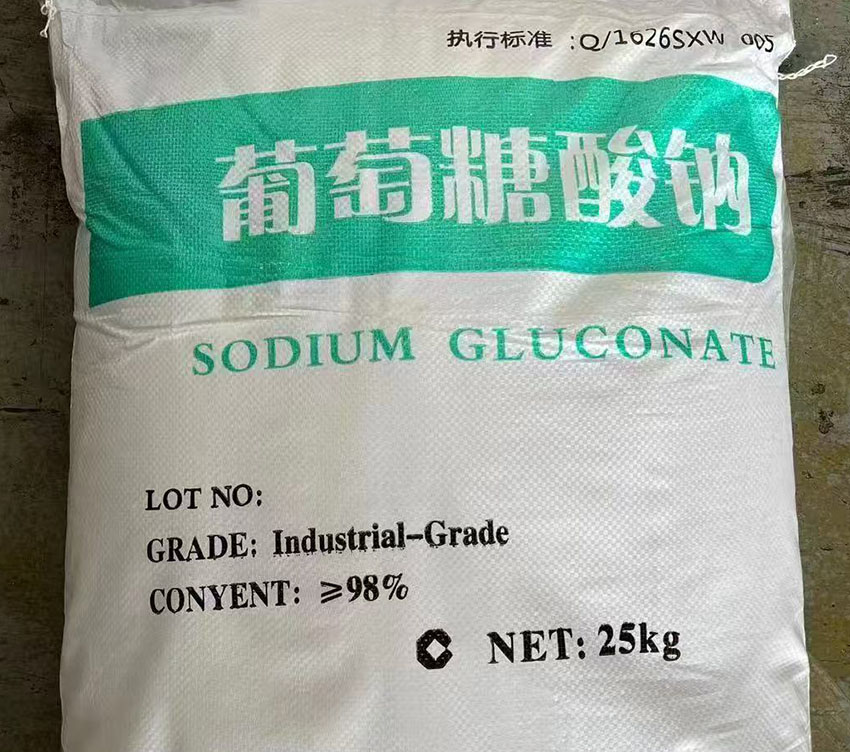 执行标准 :Q/1626SXW 005
葡萄糖酸钠
SODIUM GLUCONATE
LOT NO:
GRADE: Industrial-Grade
CONYENT: ≥98%
NET: 25kg